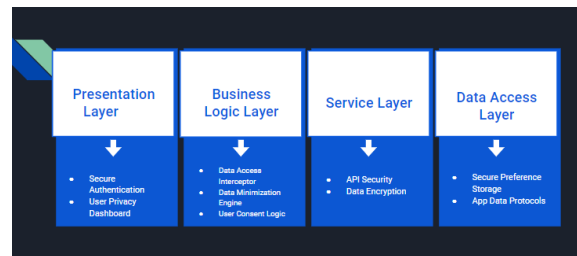 Presentation
Layer
Secure
Authentication
User Privacy
Dashboard
Business
Logic Layer
Data Access
Interceptor
Data Minimization
Engine
User Consent Logic
Service Layer
API Security
Data Encryption
Data Access
Layer
Secure Preference
Storage
App Data Protocols